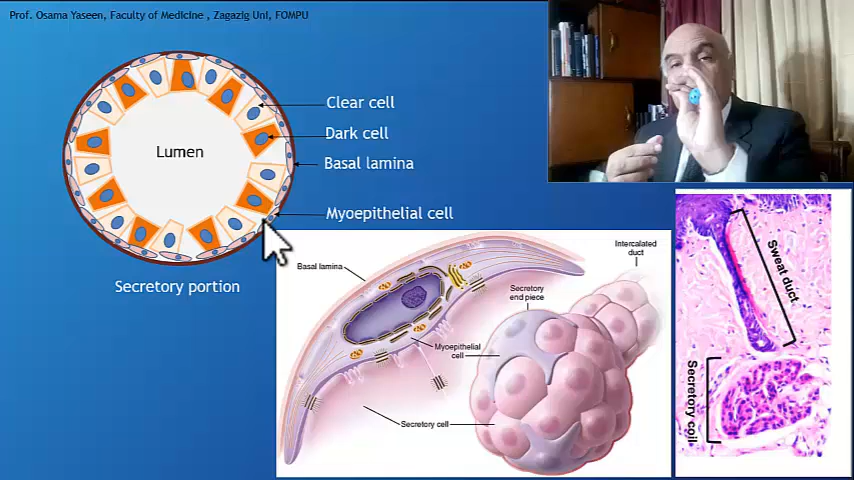 Prof. Osama Yaseen, Faculty of Medicine , Zagazig Uni, FOMPU
Clear cell
Dark cell
Lumen
Basal lamina
Myoepithelial cell
Secretory portion
Basal lamina
Intercalated
duct
Secretory
end piece
Myoepithelial
cell
Secretory cell
Sweat duct
Secretory coil